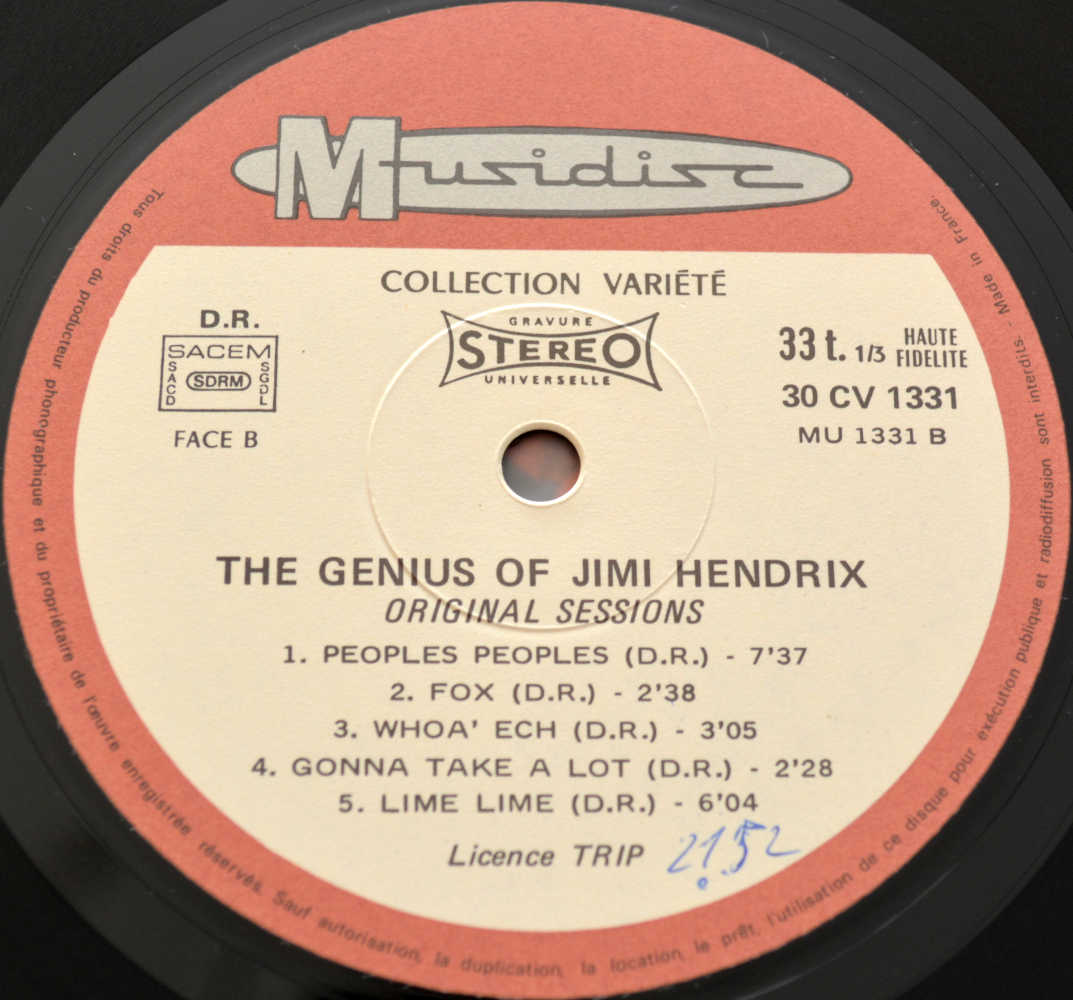 Musidisc
COLLECTION VARIÉTÉ
D.R.
SACEM
SACD
SDRM
SGDL
FACE B
GRAVURE
STEREO
UNIVERSELLE
33 t. 1/3 HAUTE FIDELITE
30 CV 1331
MU 1331 B
THE GENIUS OF JIMI HENDRIX
ORIGINAL SESSIONS
1. PEOPLES PEOPLES (D.R.) - 7'37
2. FOX (D.R.) - 2'38
3. WHOA' ECH (D.R.) - 3'05
4. GONNA TAKE A LOT (D.R.) - 2'28
5. LIME LIME (D.R.) - 6'04
Licence TRIP
Tous droits du producteur phonographique et du propriétaire de l'œuvre enregistrée réservés. Sauf autorisation, la duplication, la location, le prêt, l'utilisation de ce disque pour exécution publique et radiodiffusion sont interdits. - Made in France.